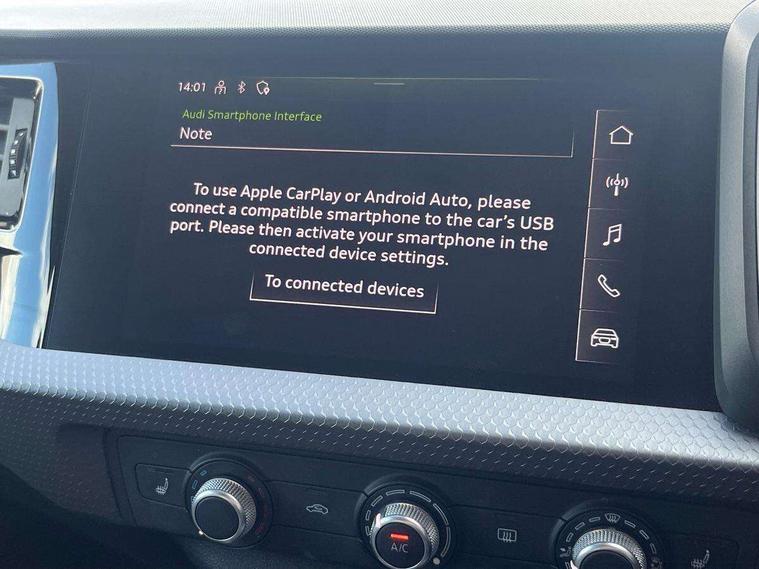 14:01
Audi Smartphone Interface
Note
To use Apple CarPlay or Android Auto, please
connect a compatible smartphone to the car's USB
port. Please then activate your smartphone in the
connected device settings.
To connected devices
A/C